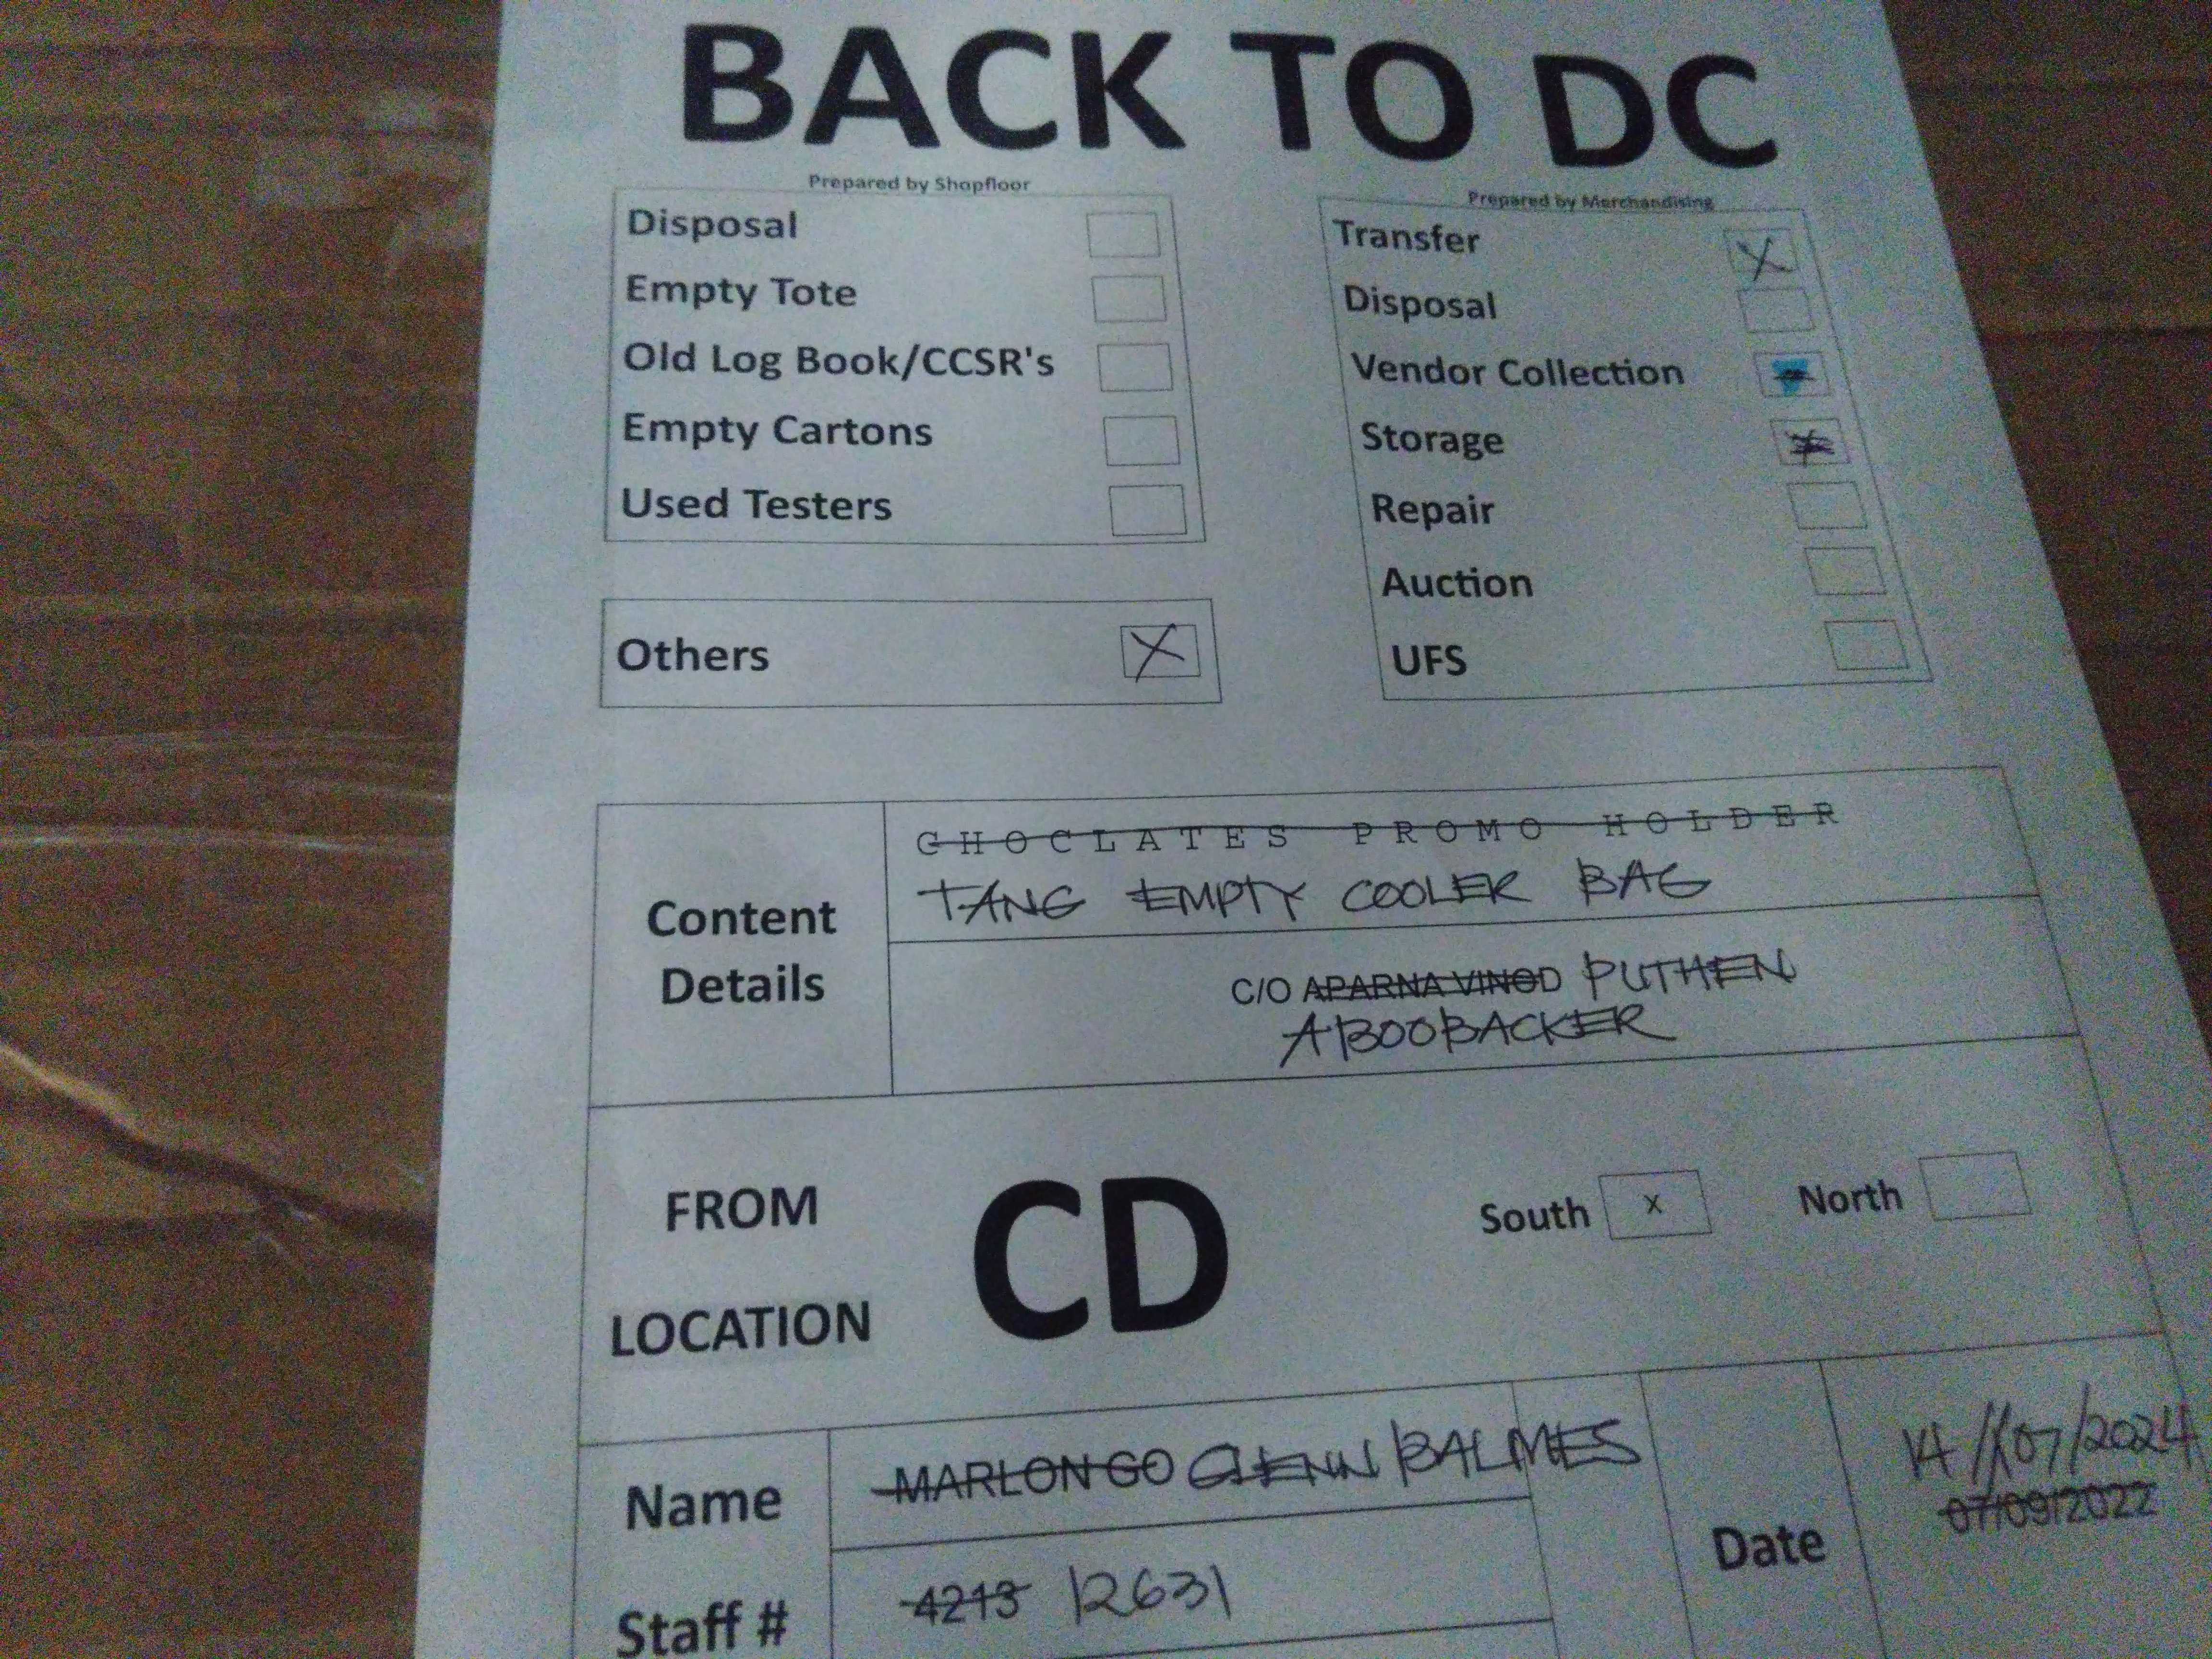 BACK TO DC
Prepared by Shopfloor
Disposal
Empty Tote
Old Log Book/CCSR's
Empty Cartons
Used Testers
Others X
Prepared by Merchandising
Transfer X
Disposal
Vendor Collection
Storage
Repair
Auction
UFS
Content
Details
CHOCLATES PROMO HOLDER
TANG EMPTY COOLER BAG
C/O APARNA VINOD PUTHEN
ABOOBACKER
FROM
LOCATION
CD
South x North
Name
MARLON GO GLENN BALMES
Staff #
4213 12631
Date
14/07/2024
07/09/2022